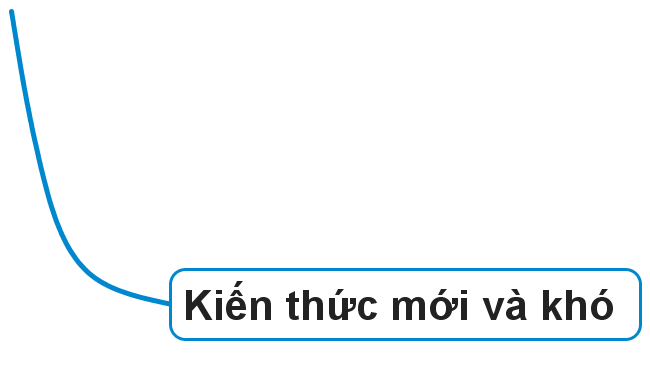 Kiến thức mới và khó